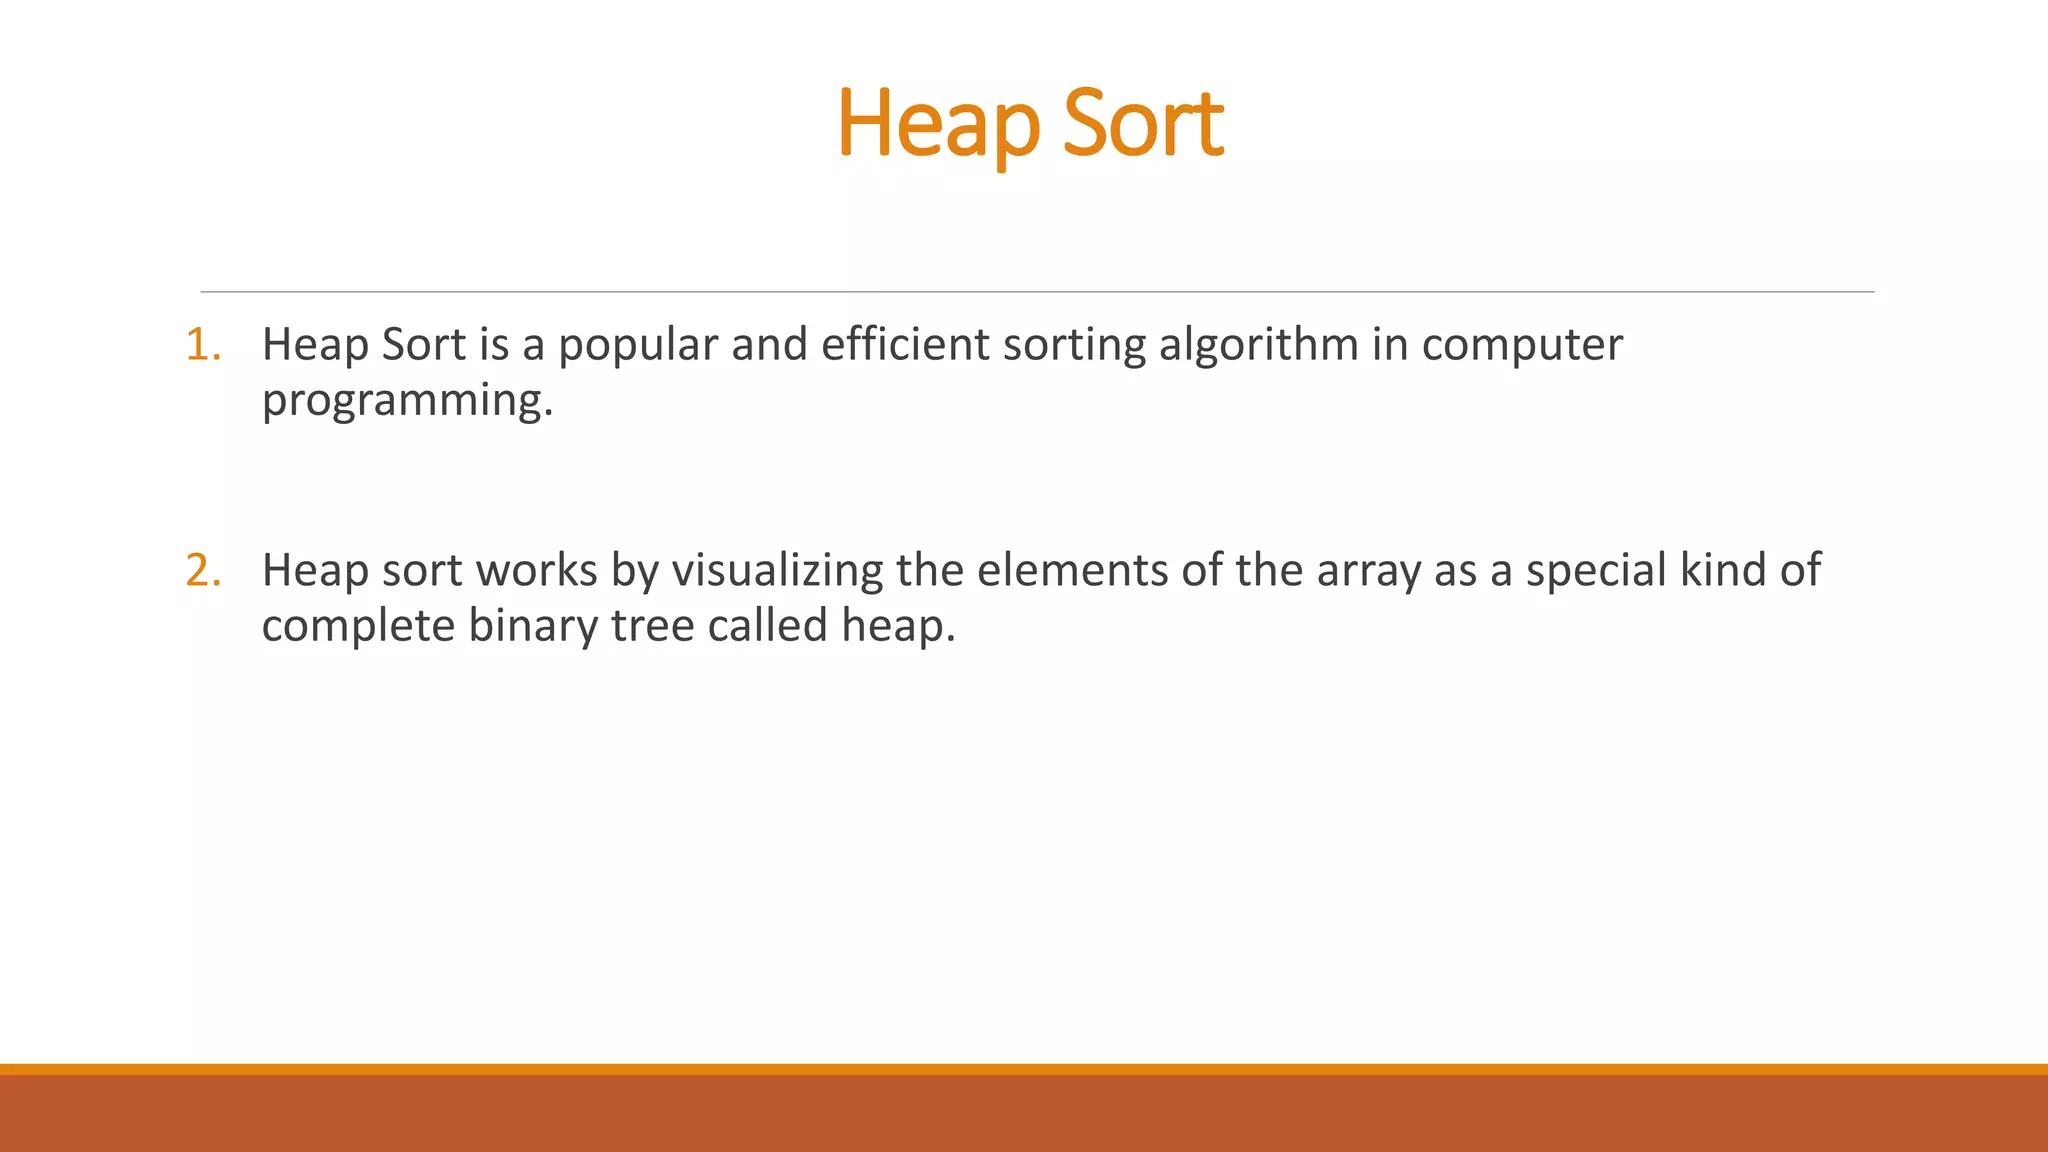 Heap Sort
1. Heap Sort is a popular and efficient sorting algorithm in computer
programming.
2. Heap sort works by visualizing the elements of the array as a special kind of
complete binary tree called heap.